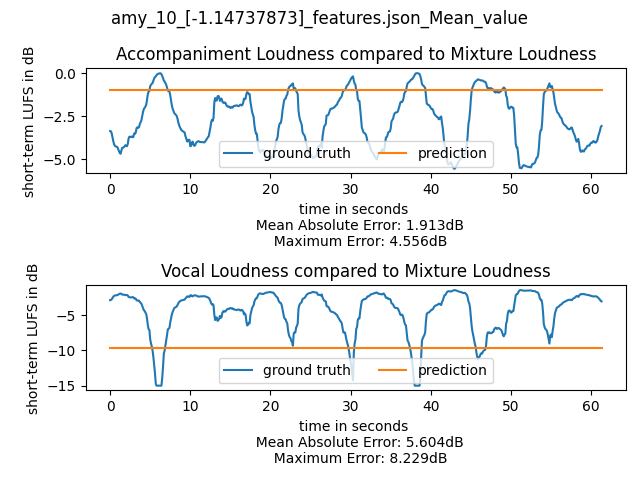 amy_10_[-1.14737873]_features.json_Mean_value
Accompaniment Loudness compared to Mixture Loudness
short-term LUFS in dB
0.0
−2.5
−5.0
ground truth prediction
0 10 20 30 40 50 60
time in seconds
Mean Absolute Error: 1.913dB
Maximum Error: 4.556dB
Vocal Loudness compared to Mixture Loudness
short-term LUFS in dB
−5
−10
−15
ground truth prediction
0 10 20 30 40 50 60
time in seconds
Mean Absolute Error: 5.604dB
Maximum Error: 8.229dB